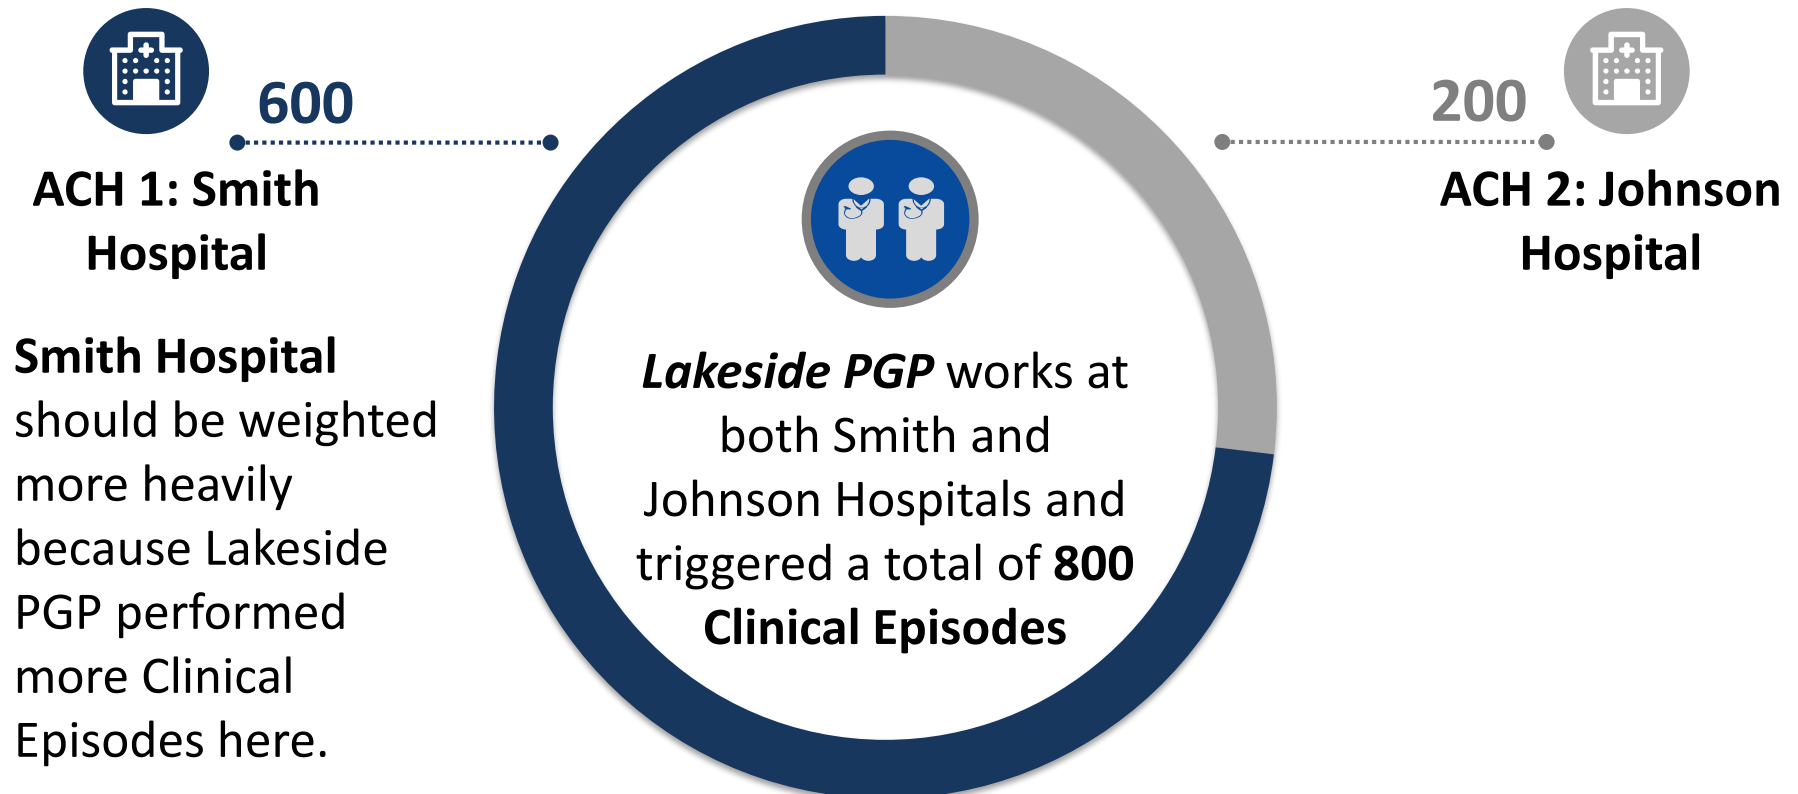 600
ACH 1: Smith
Hospital
Smith Hospital
should be weighted
more heavily
because Lakeside
PGP performed
more Clinical
Episodes here.
Lakeside PGP works at
both Smith and
Johnson Hospitals and
triggered a total of 800
Clinical Episodes
200
ACH 2: Johnson
Hospital